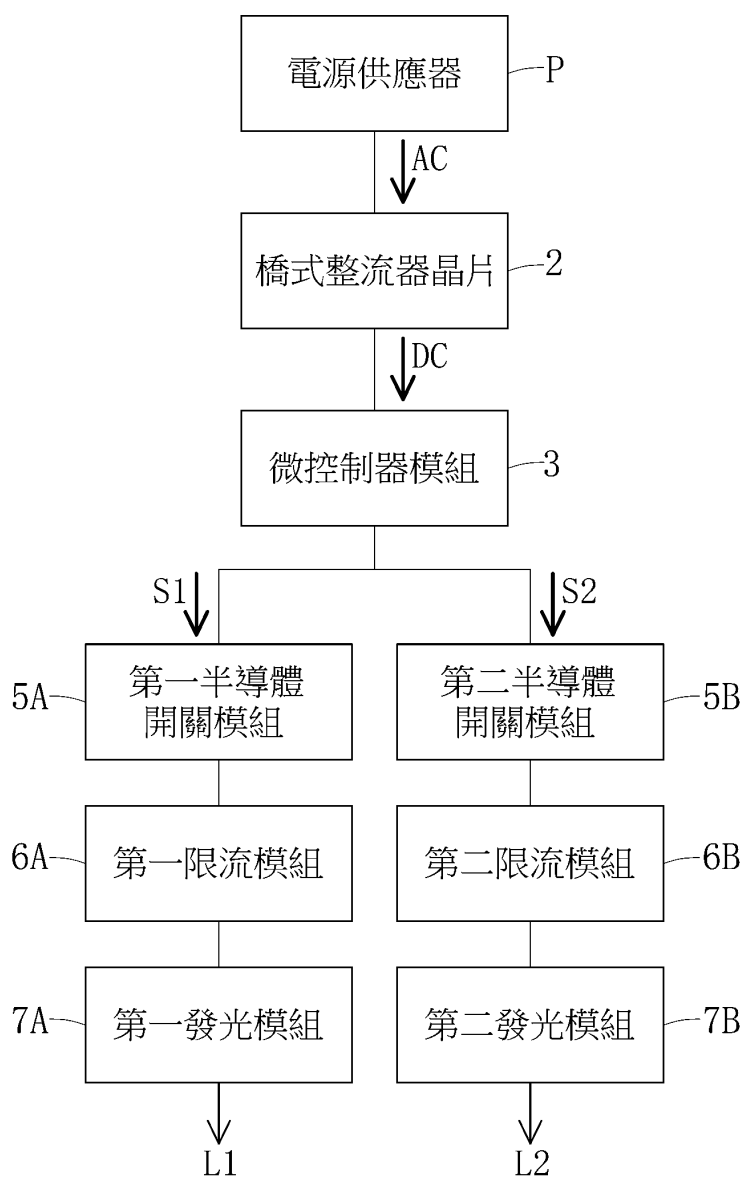 電源供應器
P
AC
橋式整流器晶片
2
DC
微控制器模組
3
S1
S2
5A
第一半導體
開關模組
第二半導體
開關模組
5B
6A
第一限流模組
第二限流模組
6B
7A
第一發光模組
第二發光模組
7B
L1
L2